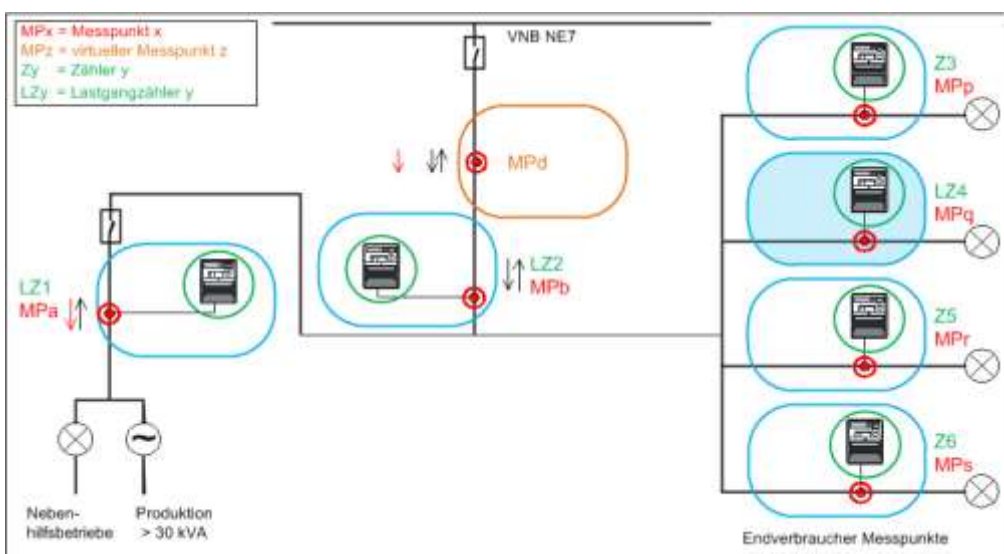 MPx = Messpunkt x
MPz = virtueller Messpunkt z
Zy = Zähler y
LZy = Lastgangzähler y
VNB NE7
MPd
LZ1
MPa
LZ2
MPb
Z3
MPp
LZ4
MPq
Z5
MPr
Z6
MPs
Neben-
hilfsbetriebe
Produktion
> 30 kVA
Endverbraucher Messpunkte